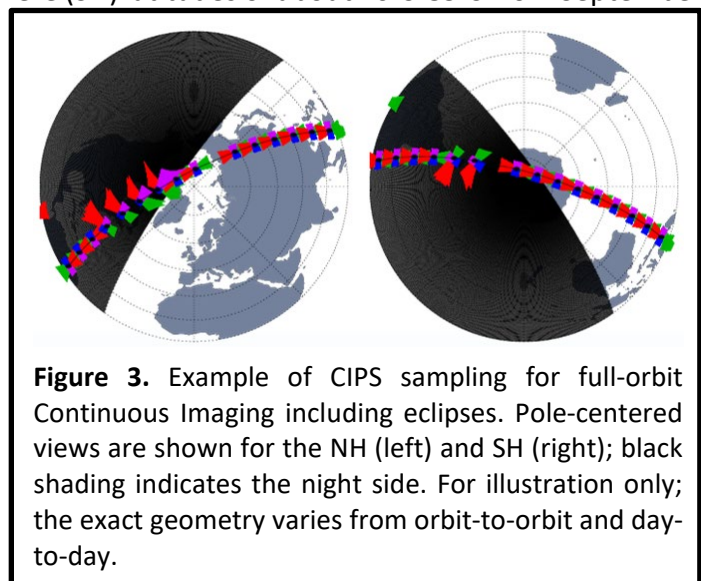 Figure 3. Example of CIPS sampling for full-orbit
Continuous Imaging including eclipses. Pole-centered
views are shown for the NH (left) and SH (right); black
shading indicates the night side. For illustration only;
the exact geometry varies from orbit-to-orbit and day-
to-day.